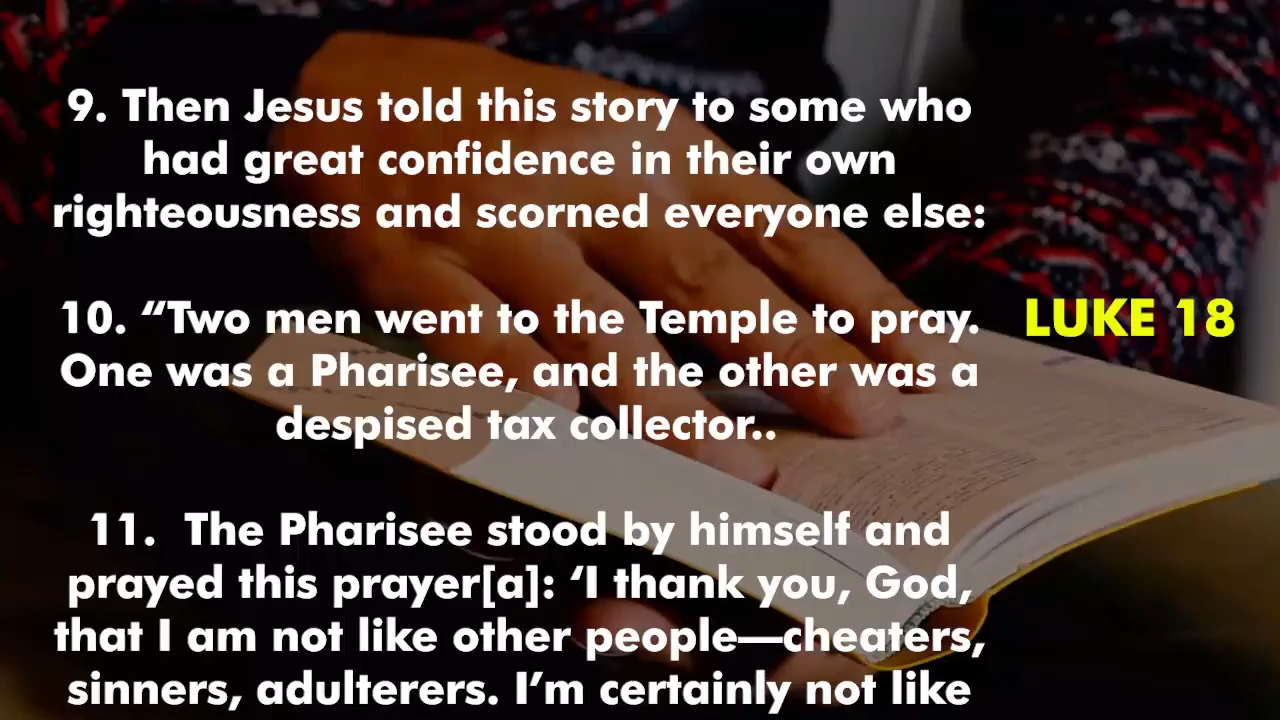 9. Then Jesus told this story to some who
had great confidence in their own
righteousness and scorned everyone else:
10. “Two men went to the Temple to pray.
One was a Pharisee, and the other was a
despised tax collector..
LUKE 18
11.  The Pharisee stood by himself and
prayed this prayer[a]: ‘I thank you, God,
that I am not like other people—cheaters,
sinners, adulterers. I’m certainly not like